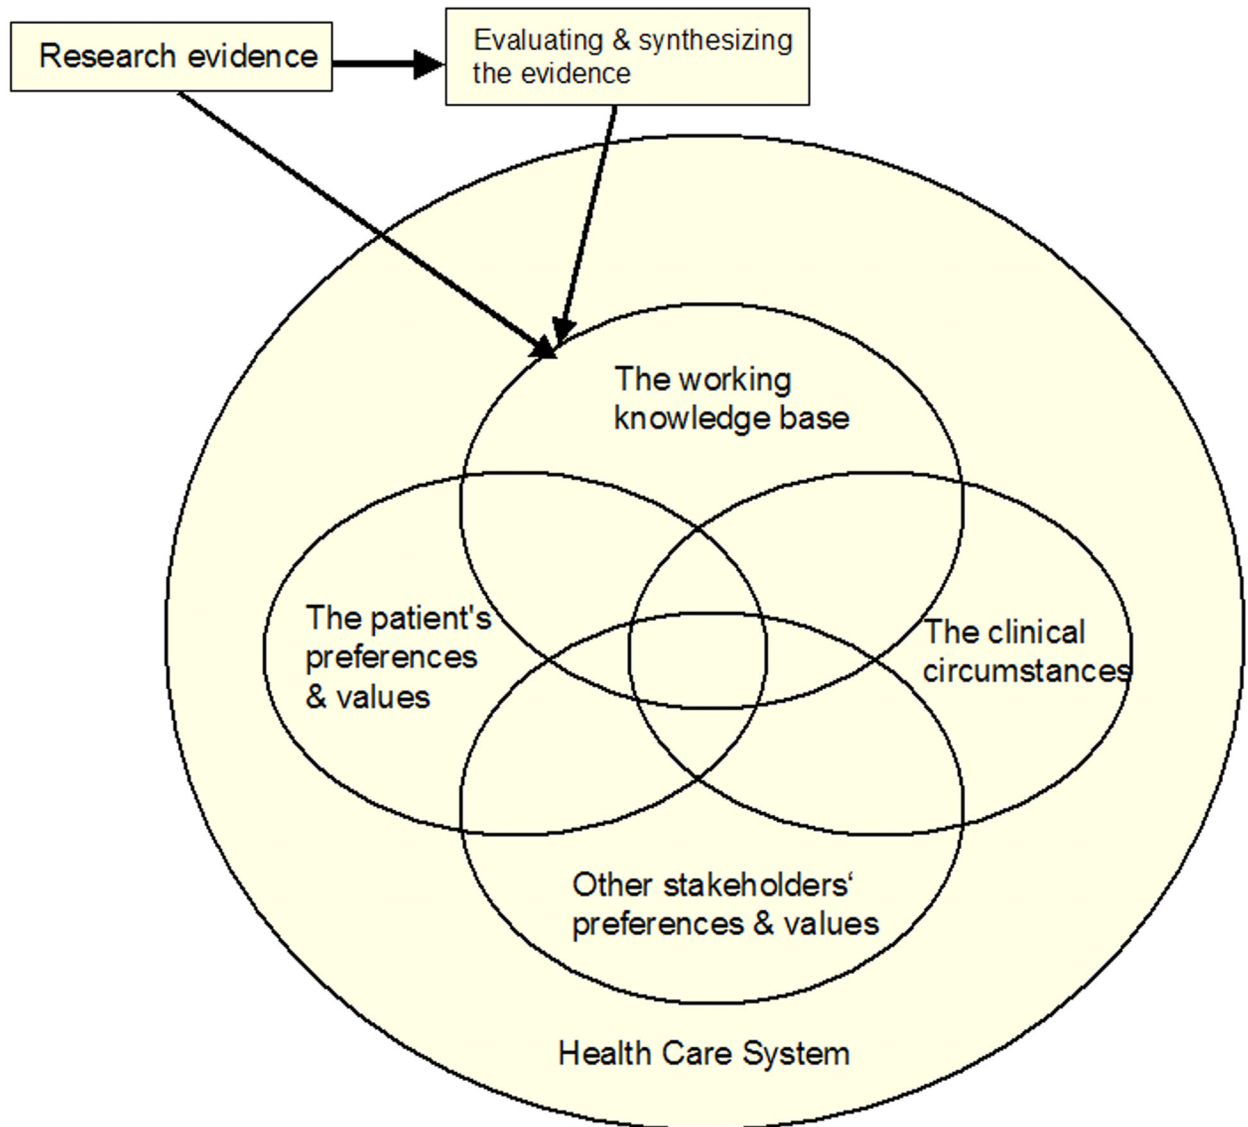 Research evidence
Evaluating & synthesizing
the evidence
The working
knowledge base
The patient's
preferences
& values
The clinical
circumstances
Other stakeholders‘
preferences & values
Health Care System